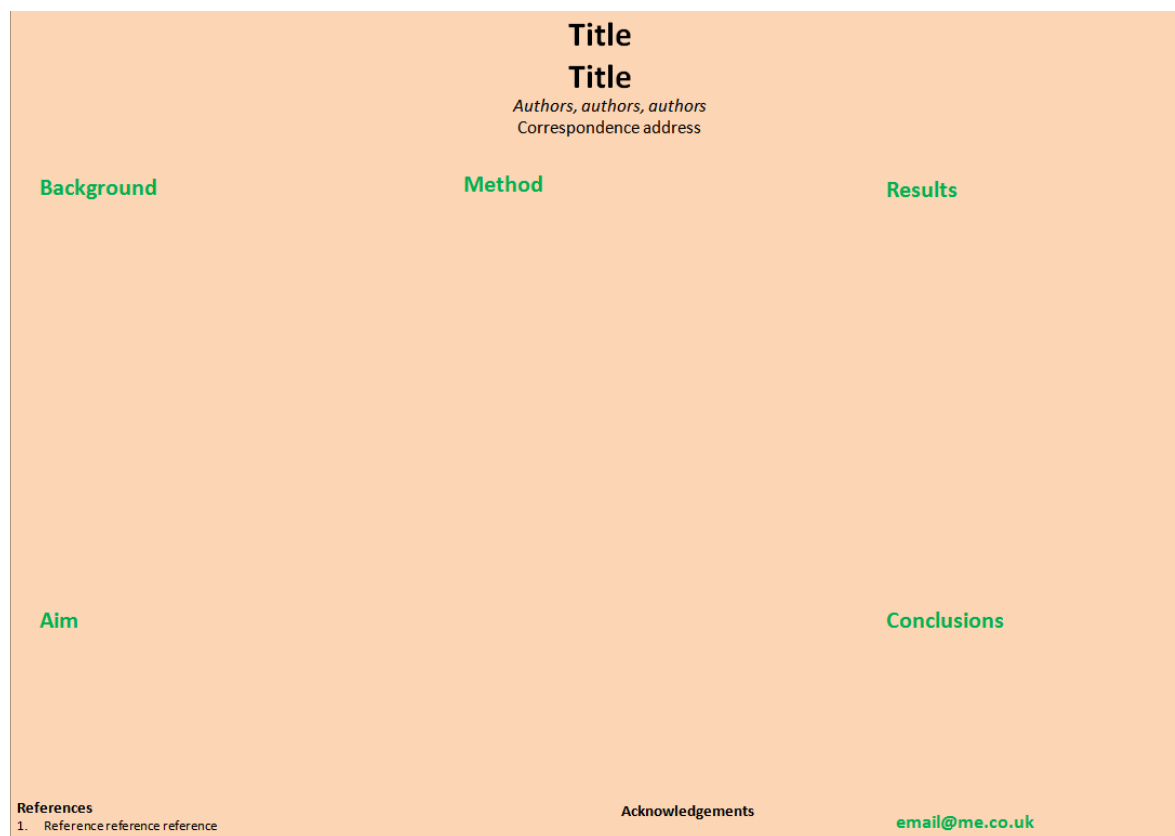 Title
Title
Authors, authors, authors
Correspondence address
Background
Method
Results
Aim
Conclusions
References
1. Reference reference reference
Acknowledgements
email@me.co.uk